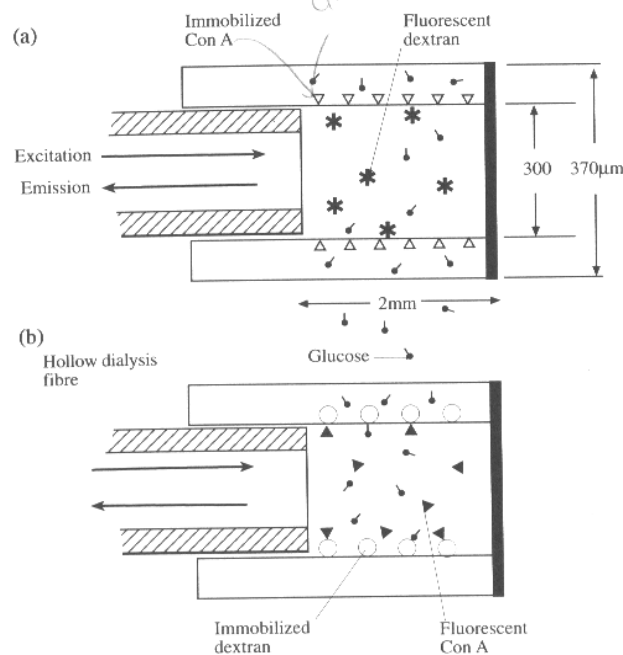 (a)
Immobilized
Con A
Fluorescent
dextran
Excitation
Emission
300
370μm
2mm
(b)
Glucose
Hollow dialysis
fibre
Immobilized
dextran
Fluorescent
Con A